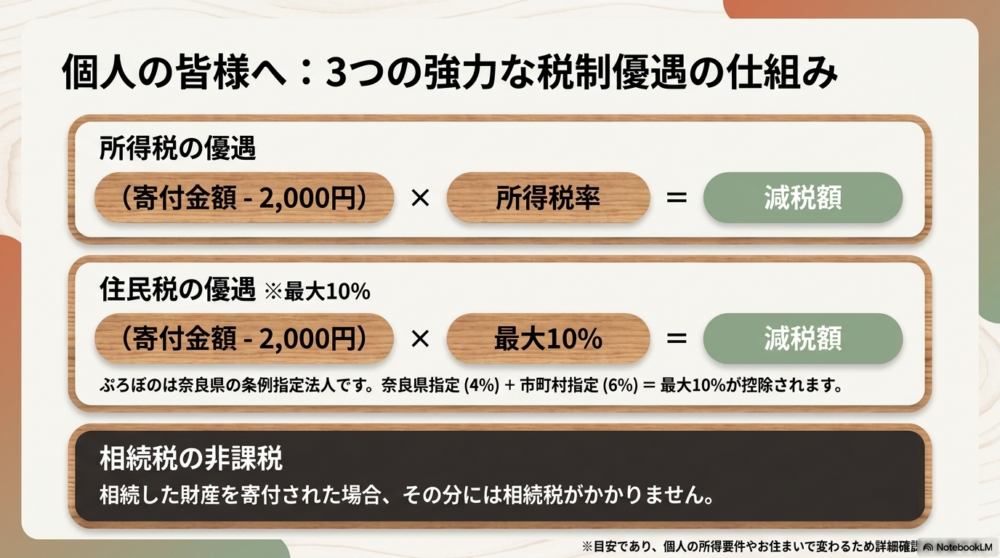 個人の皆様へ：3つの強力な税制優遇の仕組み
所得税の優遇
（寄付金額 - 2,000円） × 所得税率 ＝ 減税額
住民税の優遇 ※最大10%
（寄付金額 - 2,000円） × 最大10% ＝ 減税額
ぷろぼのは奈良県の条例指定法人です。奈良県指定 (4%) + 市町村指定 (6%) ＝ 最大10%が控除されます。
相続税の非課税
相続した財産を寄付された場合、その分には相続税がかかりません。
※目安であり、個人の所得要件やお住まいで変わるため詳細確認
NotebookLM